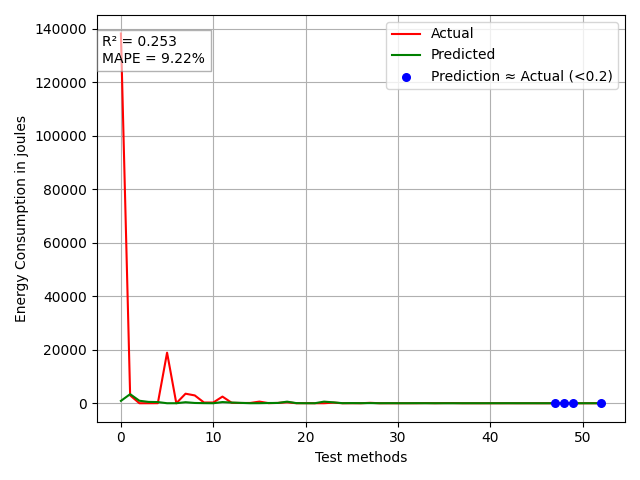 R² = 0.253
MAPE = 9.22%
Actual
Predicted
Prediction ≈ Actual (<0.2)
Energy Consumption in joules
140000
120000
100000
80000
60000
40000
20000
0
0 10 20 30 40 50
Test methods